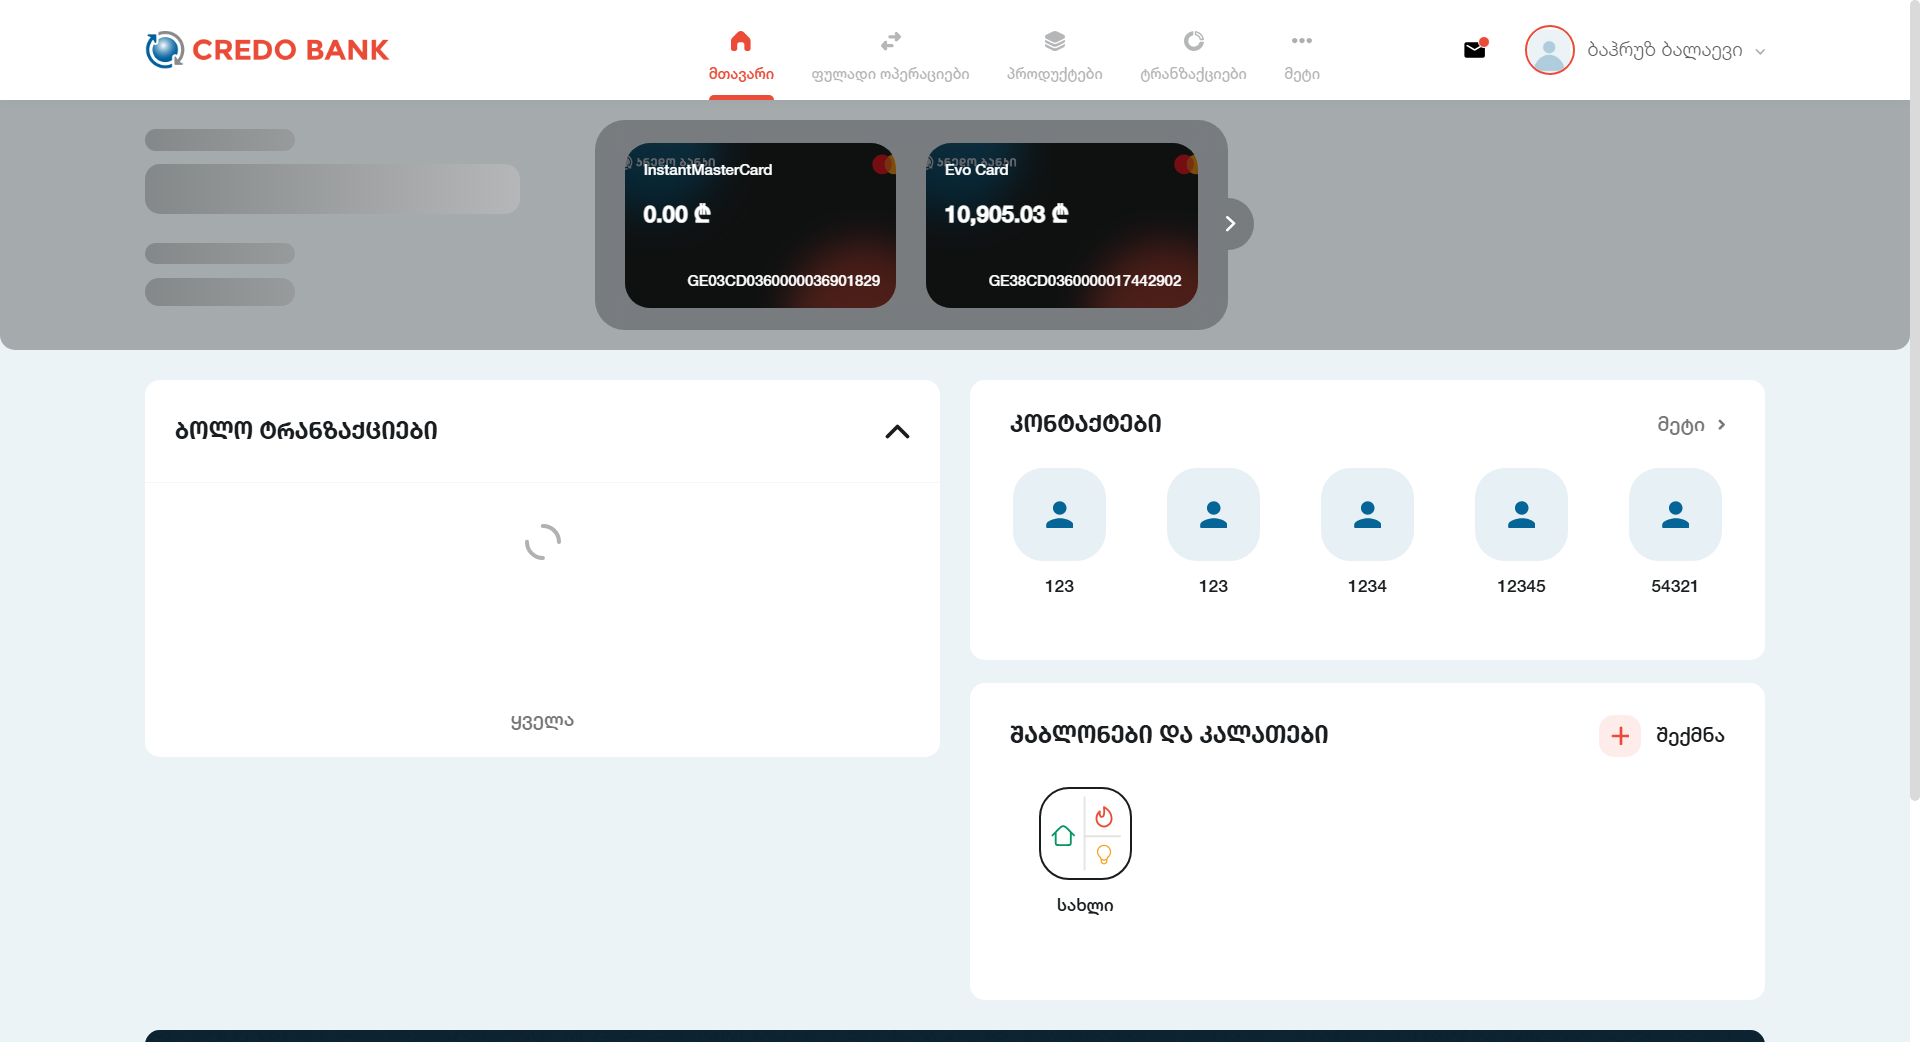 CREDO BANK
მთავარი
ფულადი ოპერაციები
პროდუქტები
ტრანზაქციები
მეტი
ბაჰრუზ ბალაევი
კრედო ბანკი
InstantMasterCard
0.00 ₾
GE03CD0360000036901829
კრედო ბანკი
Evo Card
10,905.03 ₾
GE38CD0360000017442902
ბოლო ტრანზაქციები
ყველა
კონტაქტები
მეტი
123
123
1234
12345
54321
შაბლონები და კალათები
შექმნა
სახლი